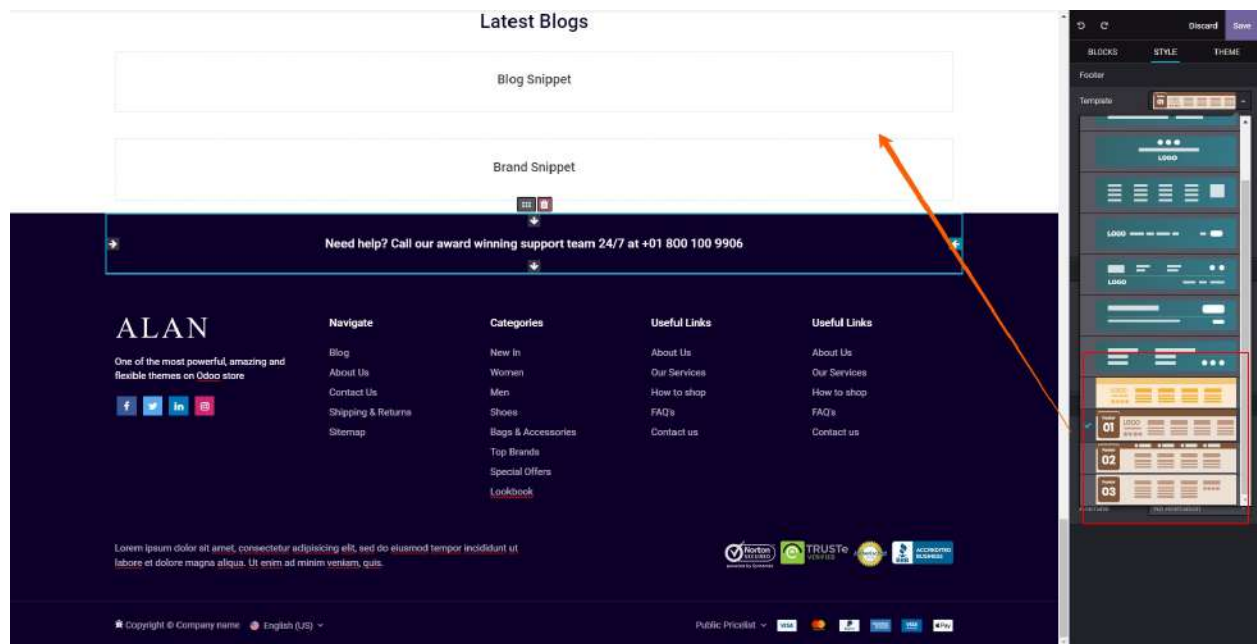 Latest Blogs
Blog Snippet
Brand Snippet
Need help? Call our award winning support team 24/7 at +01 800 100 9906
ALAN
One of the most powerful, amazing and
flexible themes on Odoo store
Navigate
Blog
About Us
Contact Us
Shipping & Returns
Sitemap
Categories
New In
Women
Men
Shoes
Bags & Accessories
Top Brands
Special Offers
Lookbook
Useful Links
About Us
Our Services
How to shop
FAQ's
Contact us
Useful Links
About Us
Our Services
How to shop
FAQ's
Contact us
Lorem ipsum dolor sit amet, consectetur adipisicing elit, sed do eiusmod tempor incididunt ut
labore et dolore magna aliqua. Ut enim ad minim veniam, quis.
Norton
SECURED
TRUSTe
VERIFIED
BBB
ACCREDITED
BUSINESS
Copyright © Company name
English (US)
Public Pricelist
VISA
VISA
Pay
Discard
Save
BLOCKS
STYLE
THEME
Footer
Template
LOGO
LOGO
LOGO
LOGO
01
LOGO
02
03